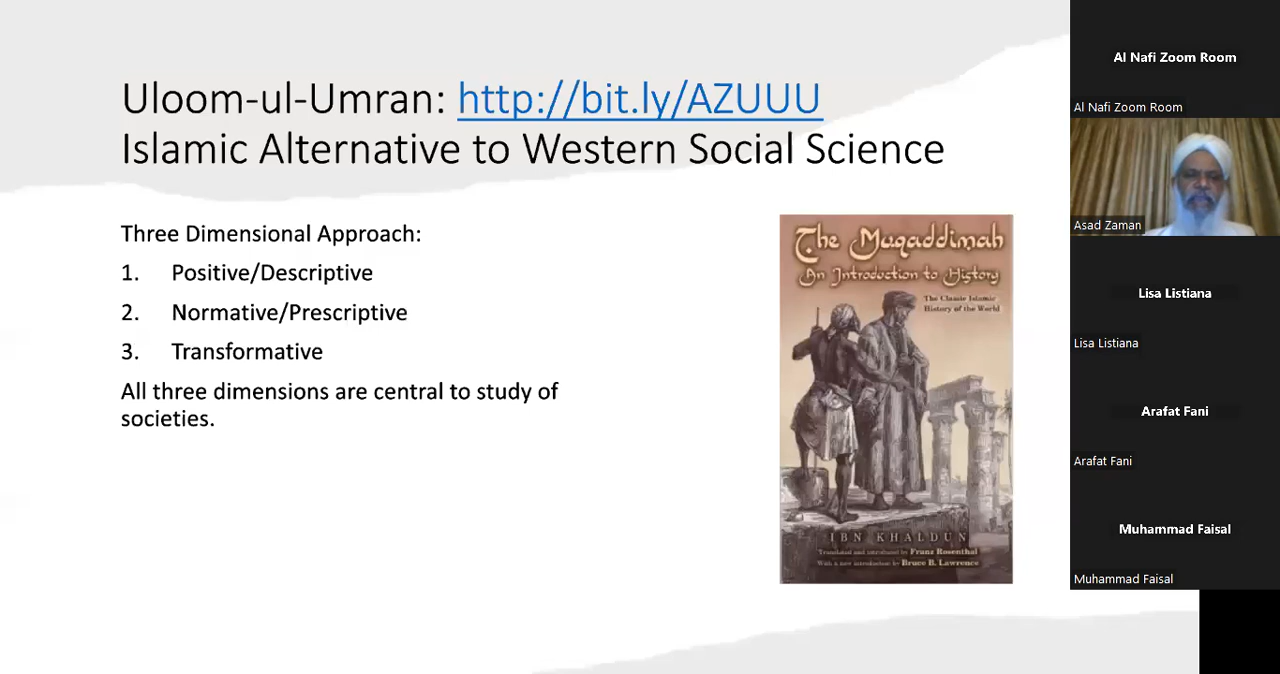 Uloom-ul-Umran: http://bit.ly/AZUUU
Islamic Alternative to Western Social Science
Three Dimensional Approach:
1. Positive/Descriptive
2. Normative/Prescriptive
3. Transformative
All three dimensions are central to study of
societies.
The Muqaddimah
An Introduction to History
The Classic Islamic
History of the World
IBN KHALDÛN
Translated and introduced by Franz Rosenthal
With a new introduction by Bruce B. Lawrence
Al Nafi Zoom Room
Al Nafi Zoom Room
Asad Zaman
Lisa Listiana
Lisa Listiana
Arafat Fani
Arafat Fani
Muhammad Faisal
Muhammad Faisal